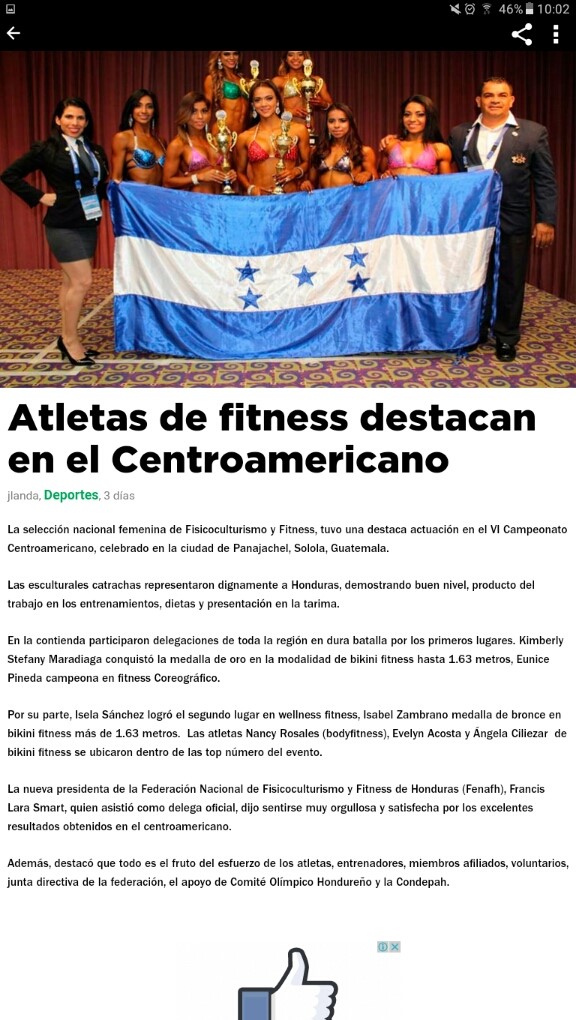 46% 10:02
Atletas de fitness destacan
en el Centroamericano
jlanda, Deportes, 3 días
La selección nacional femenina de Fisicoculturismo y Fitness, tuvo una destaca actuación en el VI Campeonato
Centroamericano, celebrado en la ciudad de Panajachel, Solola, Guatemala.
Las esculturales catrachas representaron dignamente a Honduras, demostrando buen nivel, producto del
trabajo en los entrenamientos, dietas y presentación en la tarima.
En la contienda participaron delegaciones de toda la región en dura batalla por los primeros lugares. Kimberly
Stefany Maradiaga conquistó la medalla de oro en la modalidad de bikini fitness hasta 1.63 metros, Eunice
Pineda campeona en fitness Coreográfico.
Por su parte, Isela Sánchez logró el segundo lugar en wellness fitness, Isabel Zambrano medalla de bronce en
bikini fitness más de 1.63 metros. Las atletas Nancy Rosales (bodyfitness), Evelyn Acosta y Ángela Ciliezar de
bikini fitness se ubicaron dentro de las top número del evento.
La nueva presidenta de la Federación Nacional de Fisicoculturismo y Fitness de Honduras (Fenafh), Francis
Lara Smart, quien asistió como delega oficial, dijo sentirse muy orgullosa y satisfecha por los excelentes
resultados obtenidos en el centroamericano.
Además, destacó que todo es el fruto del esfuerzo de los atletas, entrenadores, miembros afiliados, voluntarios,
junta directiva de la federación, el apoyo de Comité Olímpico Hondureño y la Condepah.